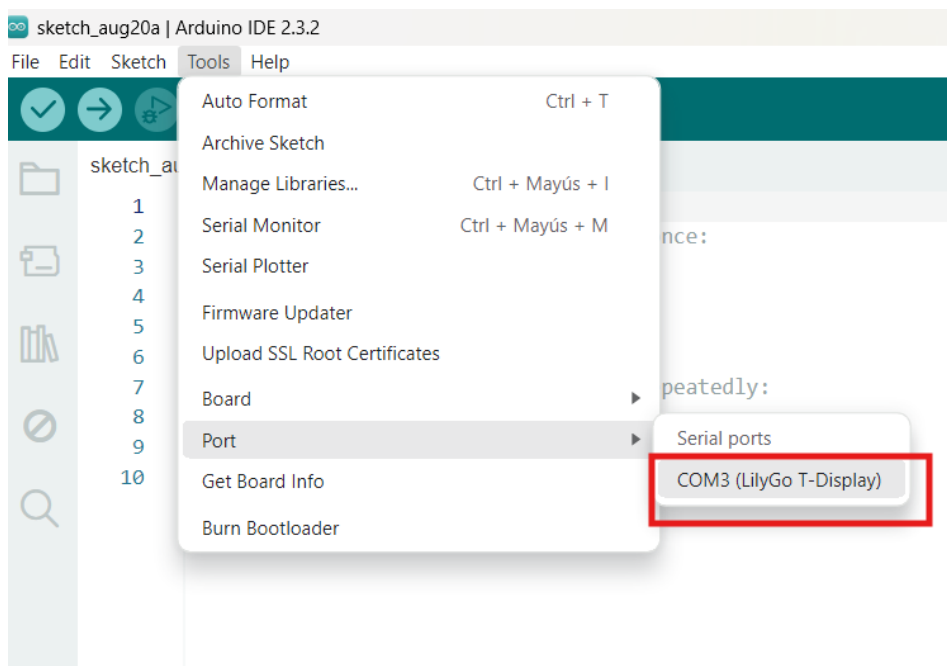 sketch_aug20a | Arduino IDE 2.3.2
File Edit Sketch Tools Help
Auto Format Ctrl + T
Archive Sketch
sketch_au
Manage Libraries... Ctrl + Mayús + I
1
Serial Monitor Ctrl + Mayús + M
2 nce:
Serial Plotter
3
4
Firmware Updater
5
Upload SSL Root Certificates
6
7 peatedly:
Board
8
Port Serial ports
9
10
Get Board Info COM3 (LilyGo T-Display)
Burn Bootloader